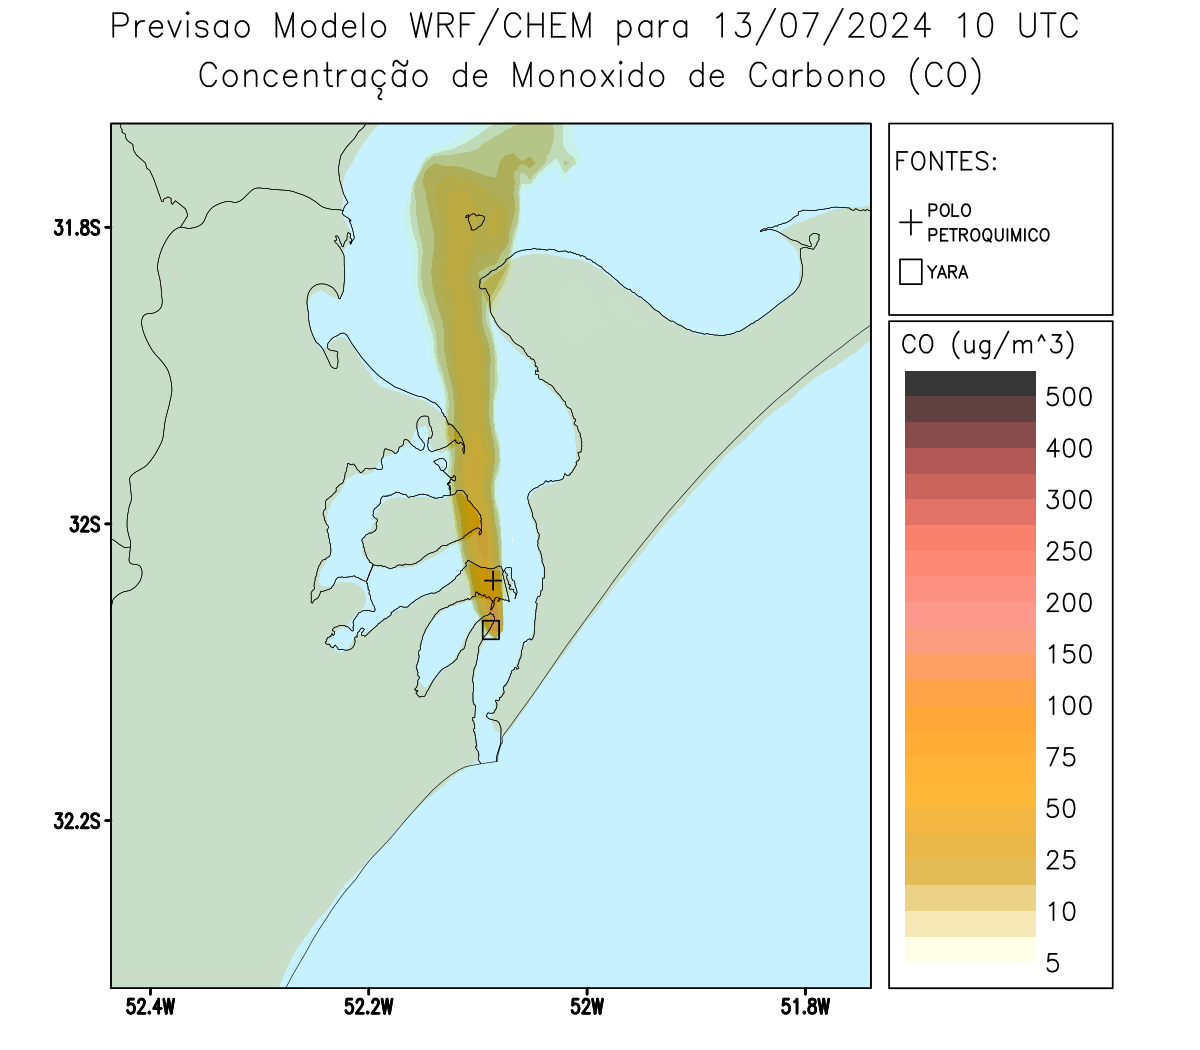 Previsao Modelo WRF/CHEM para 13/07/2024 10 UTC
Concentração de Monoxido de Carbono (CO)
FONTES:
POLO
PETROQUIMICO
YARA
CO (ug/m^3)
500
400
300
250
200
150
100
75
50
25
10
5
31.8S
32S
32.2S
52.4W
52.2W
52W
51.8W